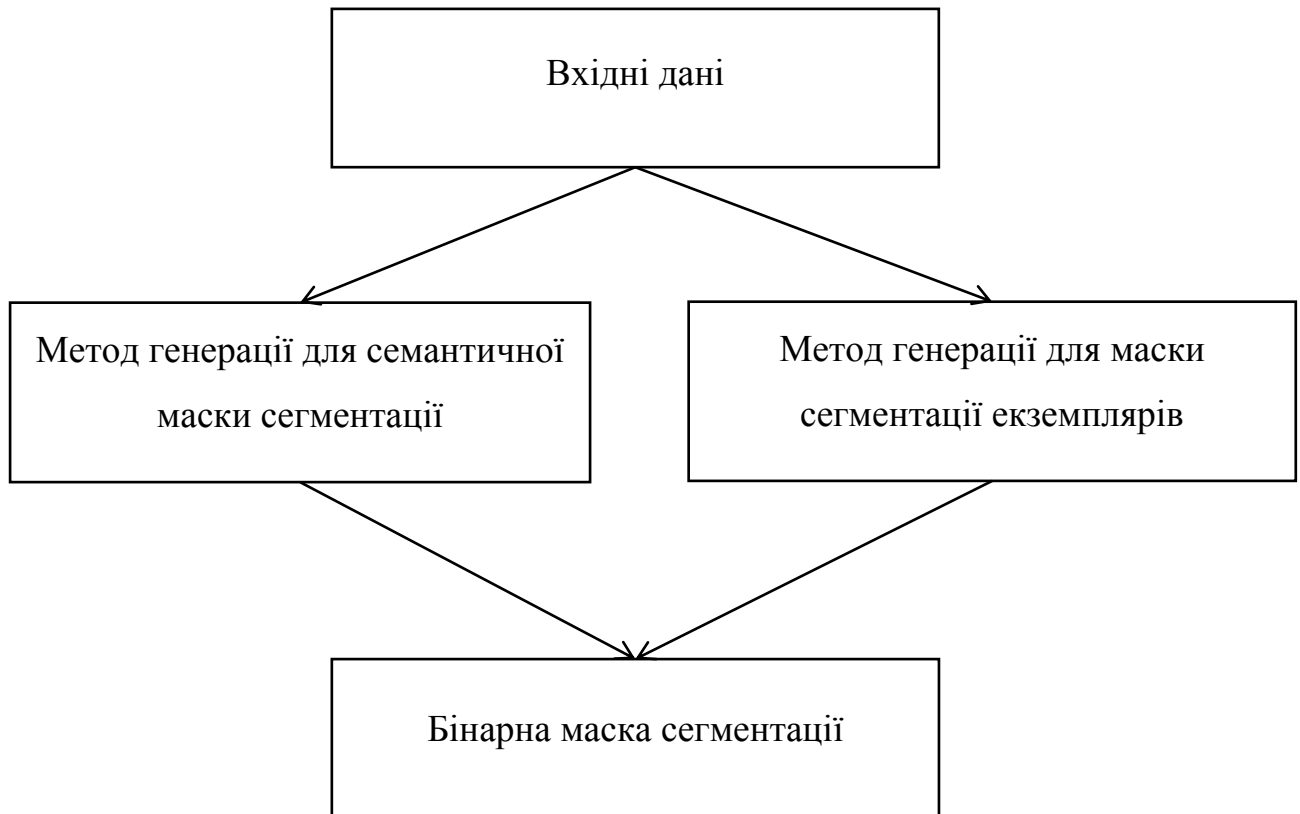 Вхідні дані
Метод генерації для семантичної
маски сегментації
Метод генерації для маски
сегментації екземплярів
Бінарна маска сегментації